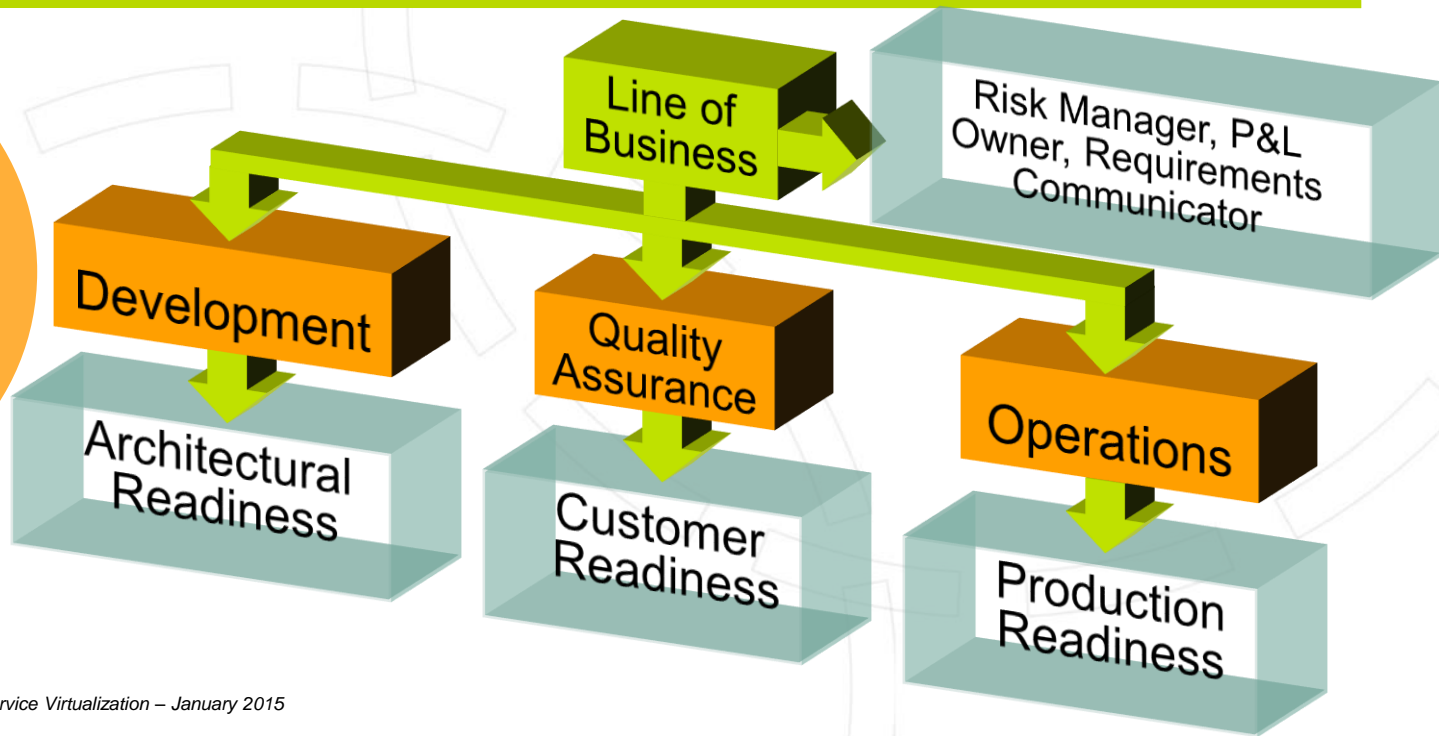 Line of
Business
Risk Manager, P&L
Owner, Requirements
Communicator
Development
Quality
Assurance
Operations
Architectural
Readiness
Customer
Readiness
Production
Readiness
rvice Virtualization – January 2015